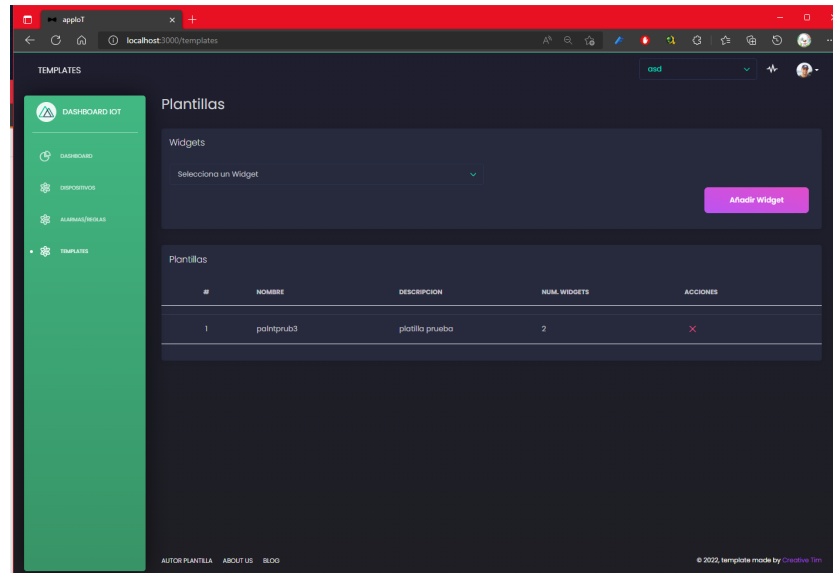 appIoT
localhost:3000/templates
TEMPLATES
asd
DASHBOARD IOT
DASHBOARD
DISPOSITIVOS
ALARMAS/REGLAS
TEMPLATES
Plantillas
Widgets
Selecciona un Widget
Añadir Widget
Plantillas
# NOMBRE DESCRIPCION NUM. WIDGETS ACCIONES
1 palntprub3 platilla prueba 2
AUTOR PLANTILLA ABOUT US BLOG
© 2022, template made by Creative Tim